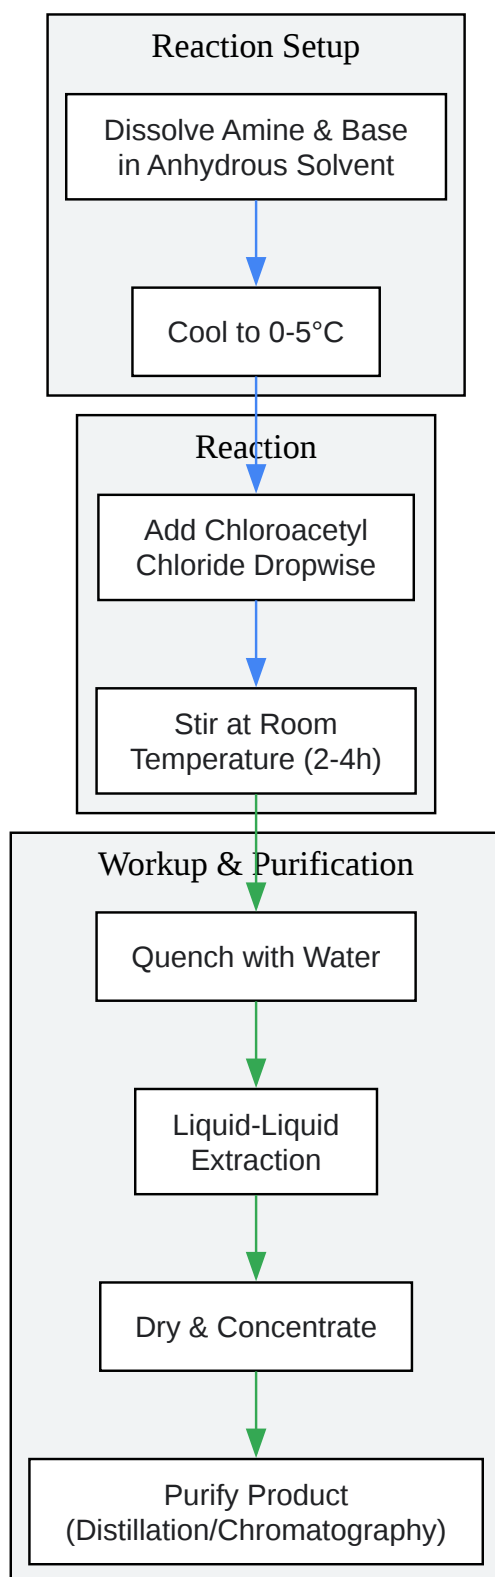 Reaction Setup
Dissolve Amine & Base
in Anhydrous Solvent
Cool to 0-5°C
Reaction
Add Chloroacetyl
Chloride Dropwise
Stir at Room
Temperature (2-4h)
Workup & Purification
Quench with Water
Liquid-Liquid
Extraction
Dry & Concentrate
Purify Product
(Distillation/Chromatography)